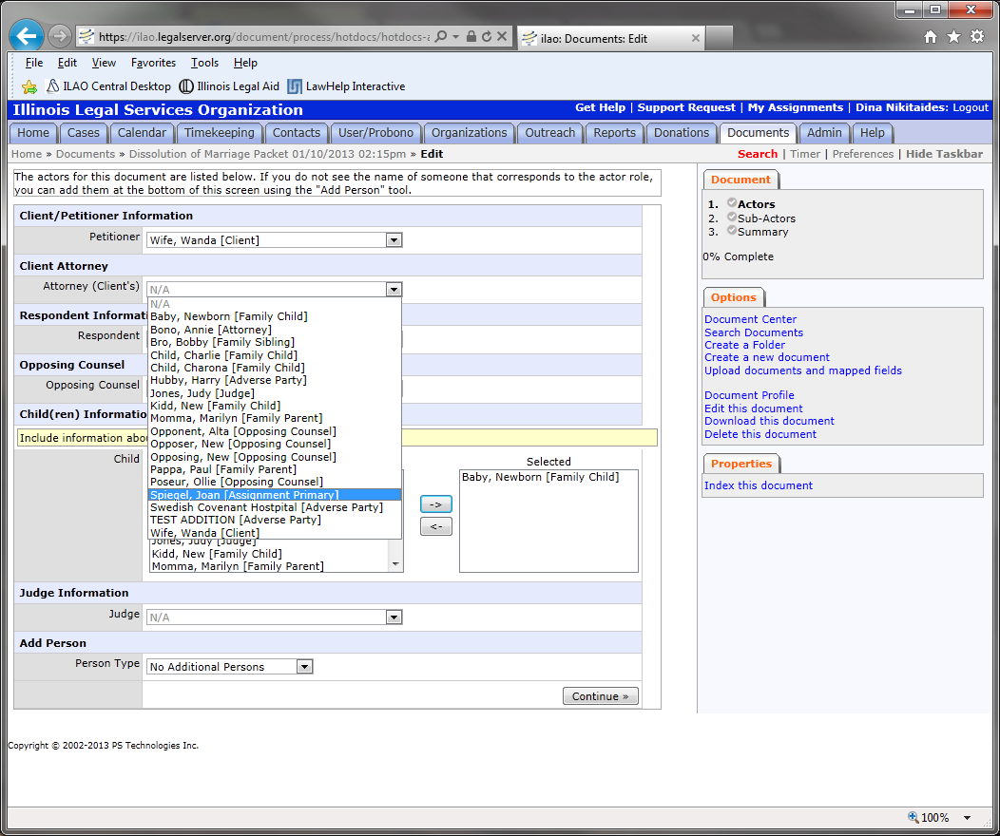 https://ilao.legalserver.org/document/process/hotdocs/hotdocs-a
ilao: Documents: Edit
File Edit View Favorites Tools Help
ILAO Central Desktop Illinois Legal Aid LawHelp Interactive
Illinois Legal Services Organization
Get Help | Support Request | My Assignments | Dina Nikitaides: Logout
Home Cases Calendar Timekeeping Contacts User/Probono Organizations Outreach Reports Donations Documents Admin Help
Home » Documents » Dissolution of Marriage Packet 01/10/2013 02:15pm » Edit
Search | Timer | Preferences | Hide Taskbar
The actors for this document are listed below. If you do not see the name of someone that corresponds to the actor role,
you can add them at the bottom of this screen using the "Add Person" tool.
Client/Petitioner Information
Petitioner Wife, Wanda [Client]
Client Attorney
Attorney (Client's) N/A
N/A
Baby, Newborn [Family Child]
Bono, Annie [Attorney]
Bro, Bobby [Family Sibling]
Child, Charlie [Family Child]
Child, Charona [Family Child]
Hubby, Harry [Adverse Party]
Jones, Judy [Judge]
Kidd, New [Family Child]
Momma, Marilyn [Family Parent]
Opponent, Alta [Opposing Counsel]
Opposer, New [Opposing Counsel]
Opposing, New [Opposing Counsel]
Pappa, Paul [Family Parent]
Poseur, Ollie [Opposing Counsel]
Spiegel, Joan [Assignment Primary]
Swedish Covenant Hostpital [Adverse Party]
TEST ADDITION [Adverse Party]
Wife, Wanda [Client]
Respondent Informati
Respondent
Opposing Counsel
Opposing Counsel
Child(ren) Informatio
Include information abou
Child
Jones, Judy [Judge]
Kidd, New [Family Child]
Momma, Marilyn [Family Parent]
->
<-
Selected
Baby, Newborn [Family Child]
Judge Information
Judge N/A
Add Person
Person Type No Additional Persons
Continue »
Document
1. Actors
2. Sub-Actors
3. Summary
0% Complete
Options
Document Center
Search Documents
Create a Folder
Create a new document
Upload documents and mapped fields
Document Profile
Edit this document
Download this document
Delete this document
Properties
Index this document
Copyright © 2002-2013 PS Technologies Inc.
100%